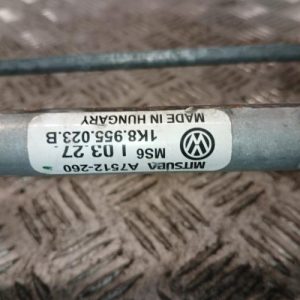 MITSUBA A7512-260
MS6 I 03.27.
1K8.955.023.B
MADE IN HUNGARY